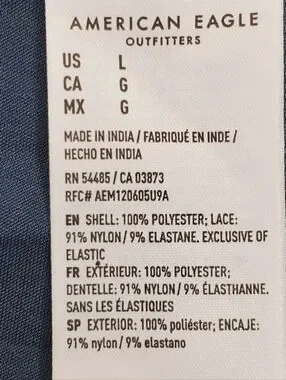 AMERICAN EAGLE
OUTFITTERS
US L
CA G
MX G
MADE IN INDIA / FABRIQUÉ EN INDE /
HECHO EN INDIA
RN 54485 / CA 03873
RFC# AEM120605U9A
EN SHELL: 100% POLYESTER; LACE:
91% NYLON / 9% ELASTANE. EXCLUSIVE OF
ELASTIC
FR EXTÉRIEUR: 100% POLYESTER;
DENTELLE: 91% NYLON / 9% ÉLASTHANNE.
SANS LES ÉLASTIQUES
SP EXTERIOR: 100% poliéster; ENCAJE:
91% nylon / 9% elastano